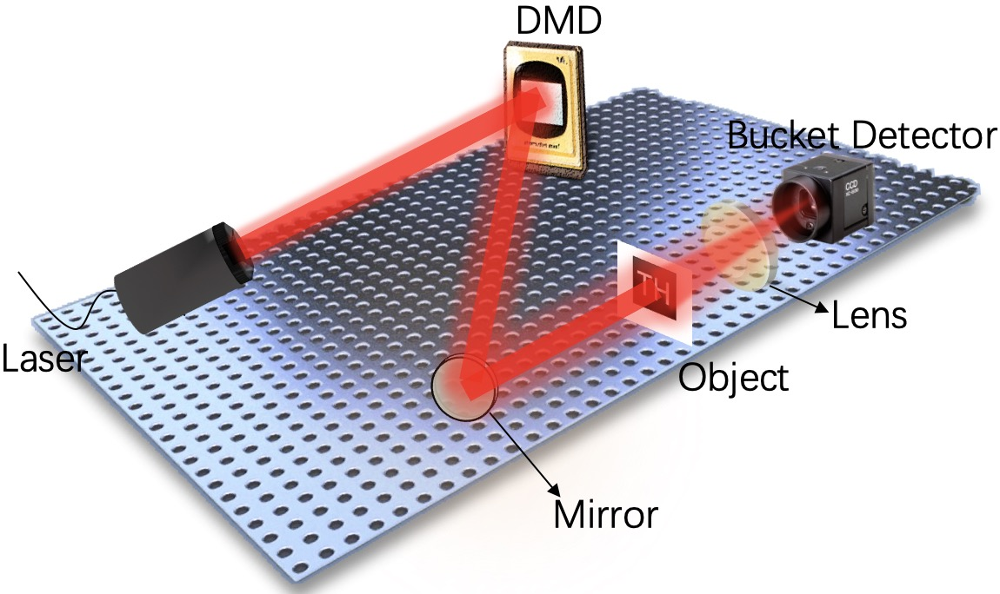 DMD
Bucket Detector
CCD
Laser
TH
Lens
Object
Mirror